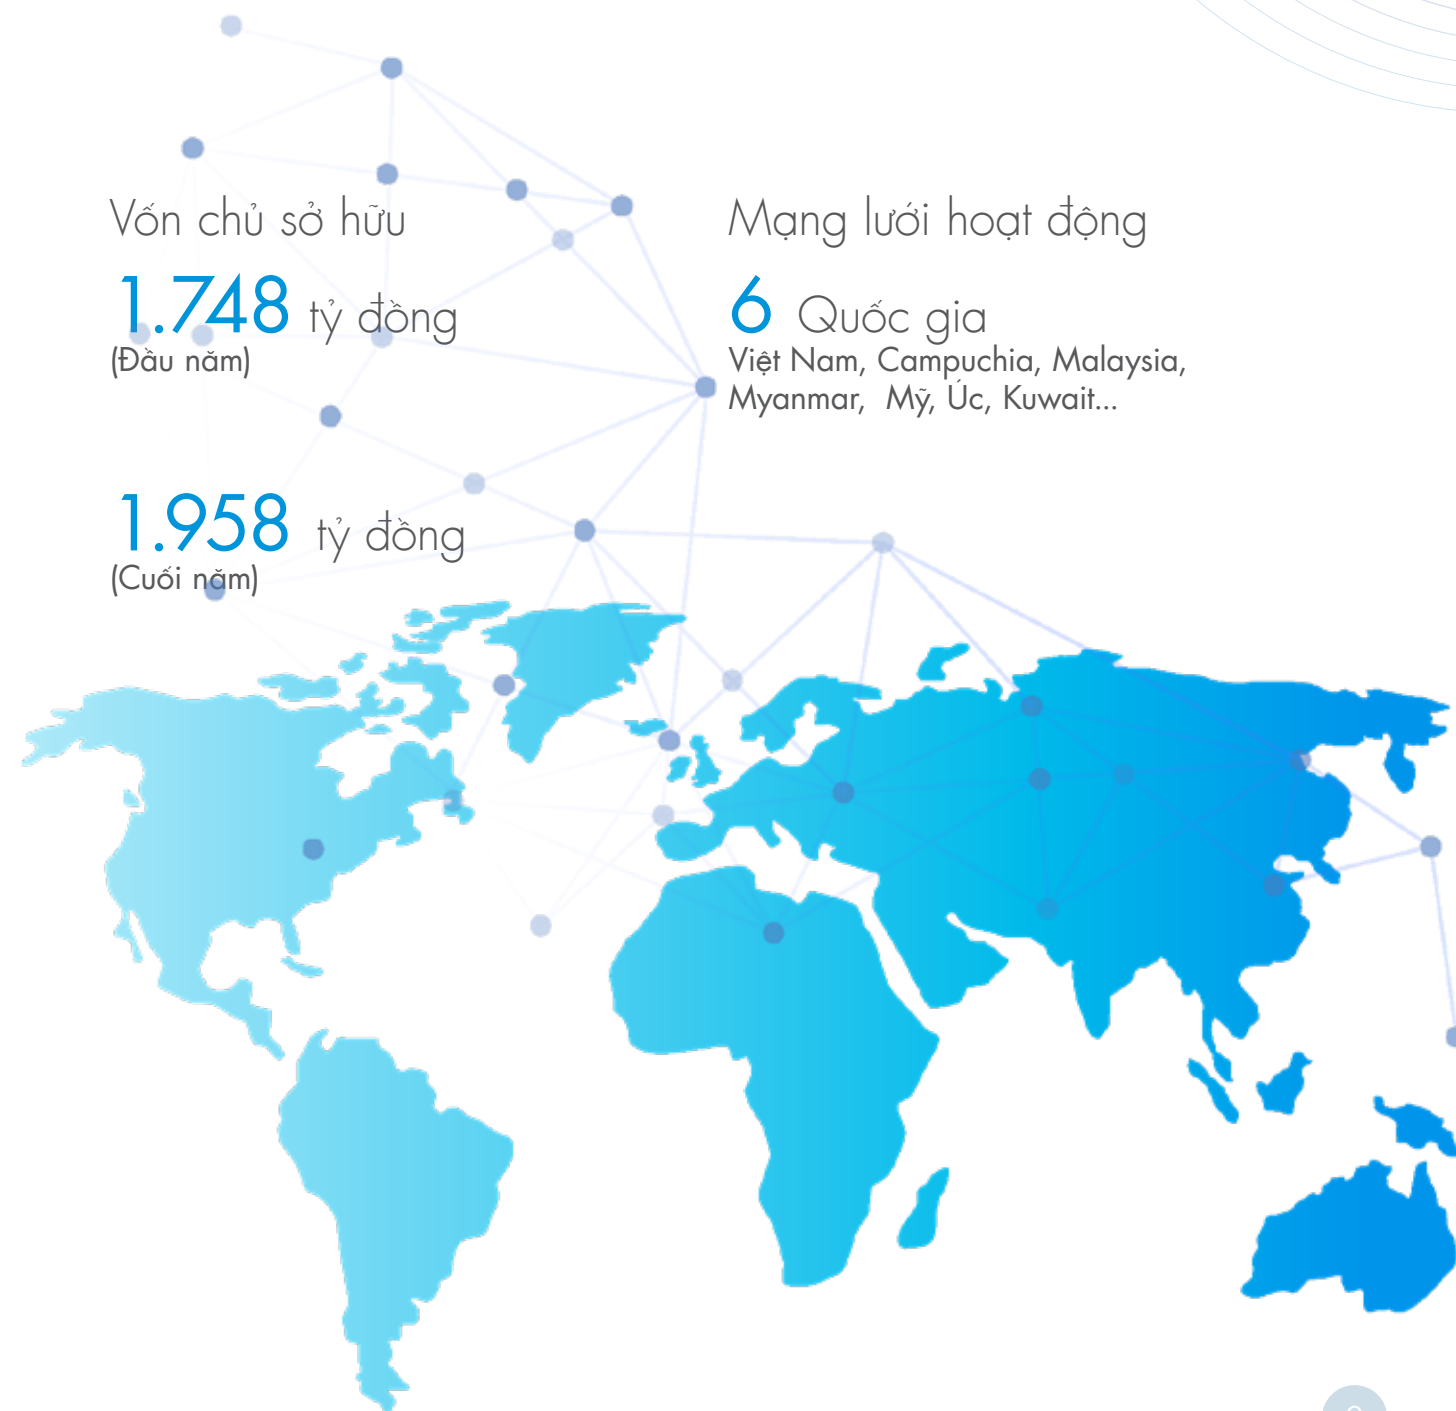 Vốn chủ sở hữu
1.748 tỷ đồng
(Đầu năm)
1.958 tỷ đồng
(Cuối năm)
Mạng lưới hoạt động
6 Quốc gia
Việt Nam, Campuchia, Malaysia,
Myanmar, Mỹ, Úc, Kuwait...